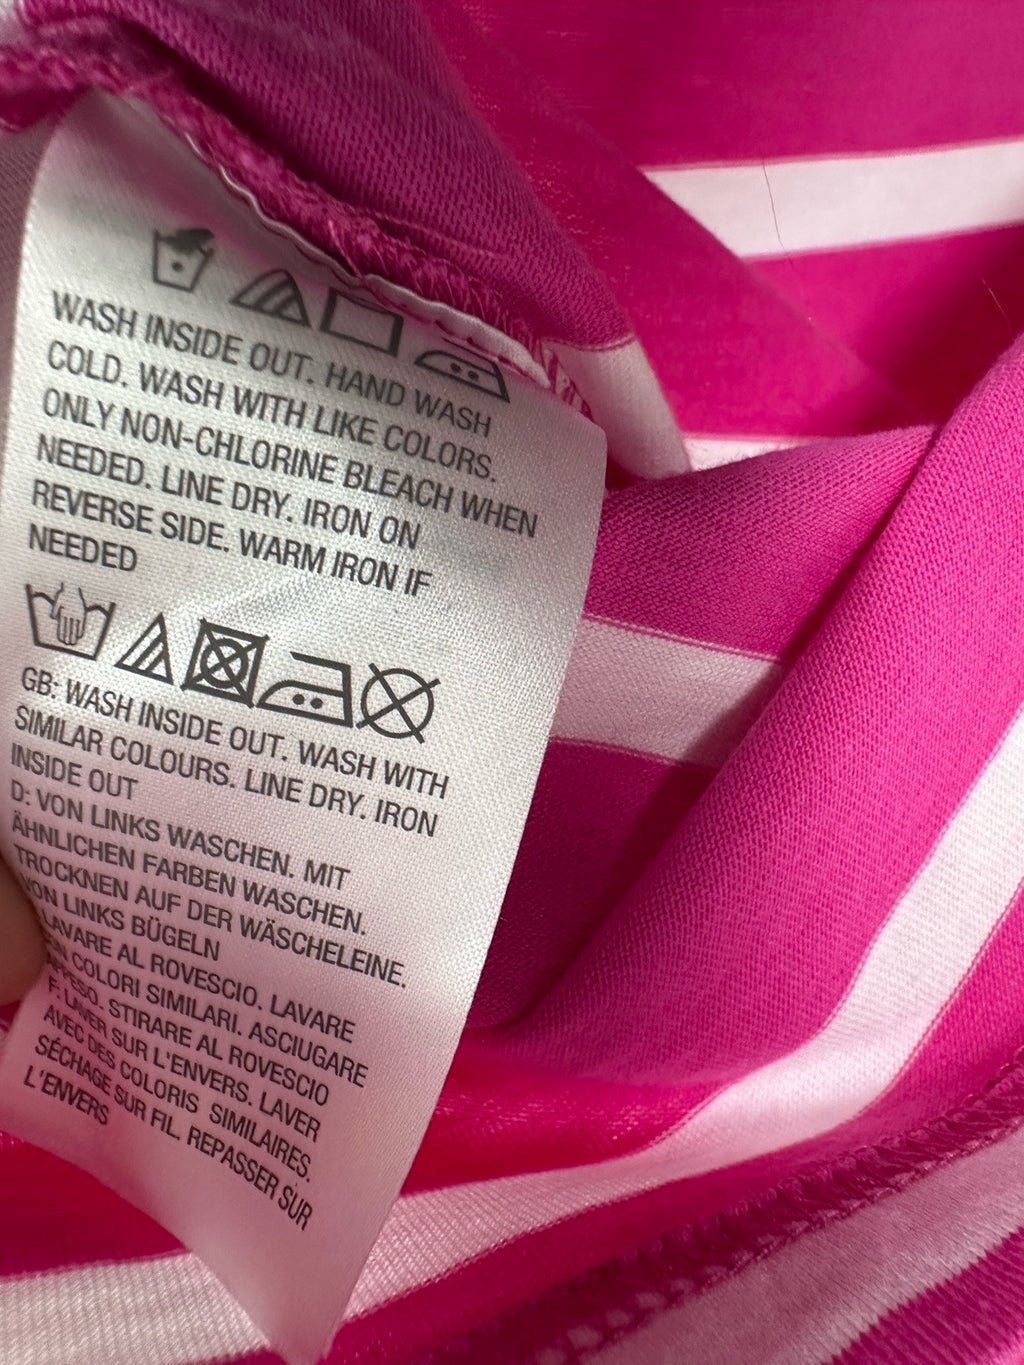 WASH INSIDE OUT. HAND WASH
COLD. WASH WITH LIKE COLORS.
ONLY NON-CHLORINE BLEACH WHEN
NEEDED. LINE DRY. IRON ON
REVERSE SIDE. WARM IRON IF
NEEDED
GB: WASH INSIDE OUT. WASH WITH
SIMILAR COLOURS. LINE DRY. IRON
INSIDE OUT
D: VON LINKS WASCHEN. MIT
ÄHNLICHEN FARBEN WASCHEN.
TROCKNEN AUF DER WÄSCHELEINE.
VON LINKS BÜGELN
LAVARE AL ROVESCIO. LAVARE
COLORI SIMILARI. ASCIUGARE
STIRARE AL ROVESCIO
F: LAVER SUR L'ENVERS. LAVER
AVEC DES COLORIS SIMILAIRES.
SÉCHAGE SUR FIL. REPASSER SUR
L'ENVERS